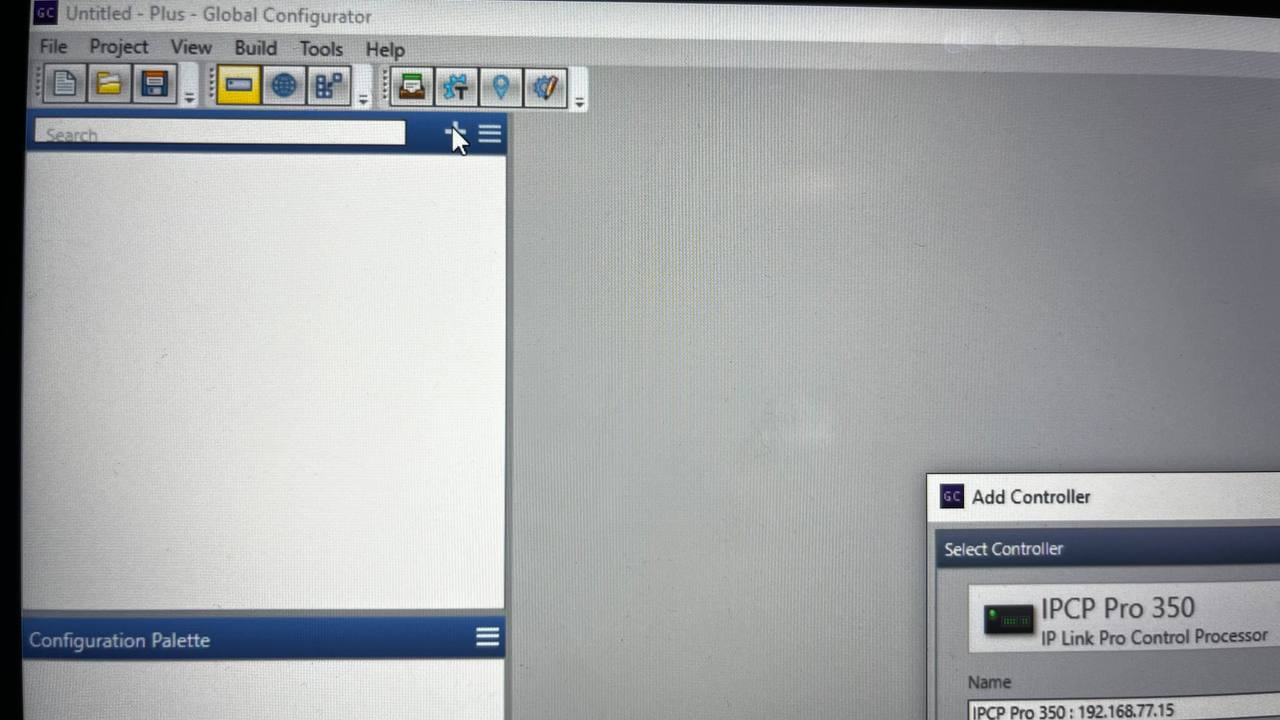 GC Untitled - Plus - Global Configurator
File Project View Build Tools Help
Search
GC Add Controller
Select Controller
IPCP Pro 350
IP Link Pro Control Processor
Configuration Palette
Name
IPCP Pro 350 : 192.168.77.15